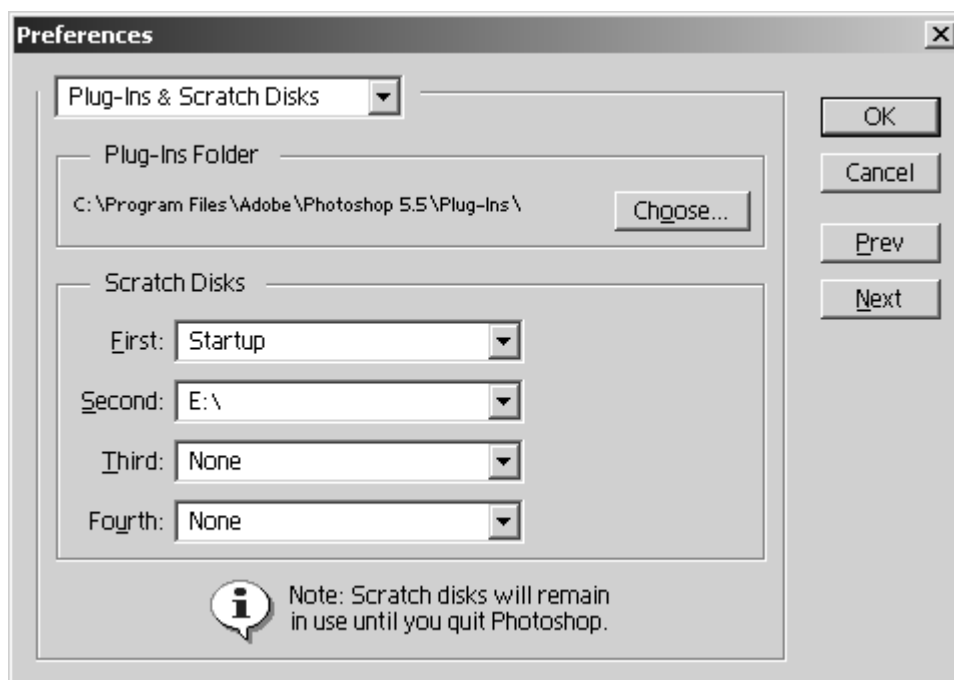 Preferences
Plug-Ins & Scratch Disks
Plug-Ins Folder
C:\Program Files\Adobe\Photoshop 5.5\Plug-Ins\
Choose...
Scratch Disks
First: Startup
Second: E:\
Third: None
Fourth: None
Note: Scratch disks will remain
in use until you quit Photoshop.
OK
Cancel
Prev
Next